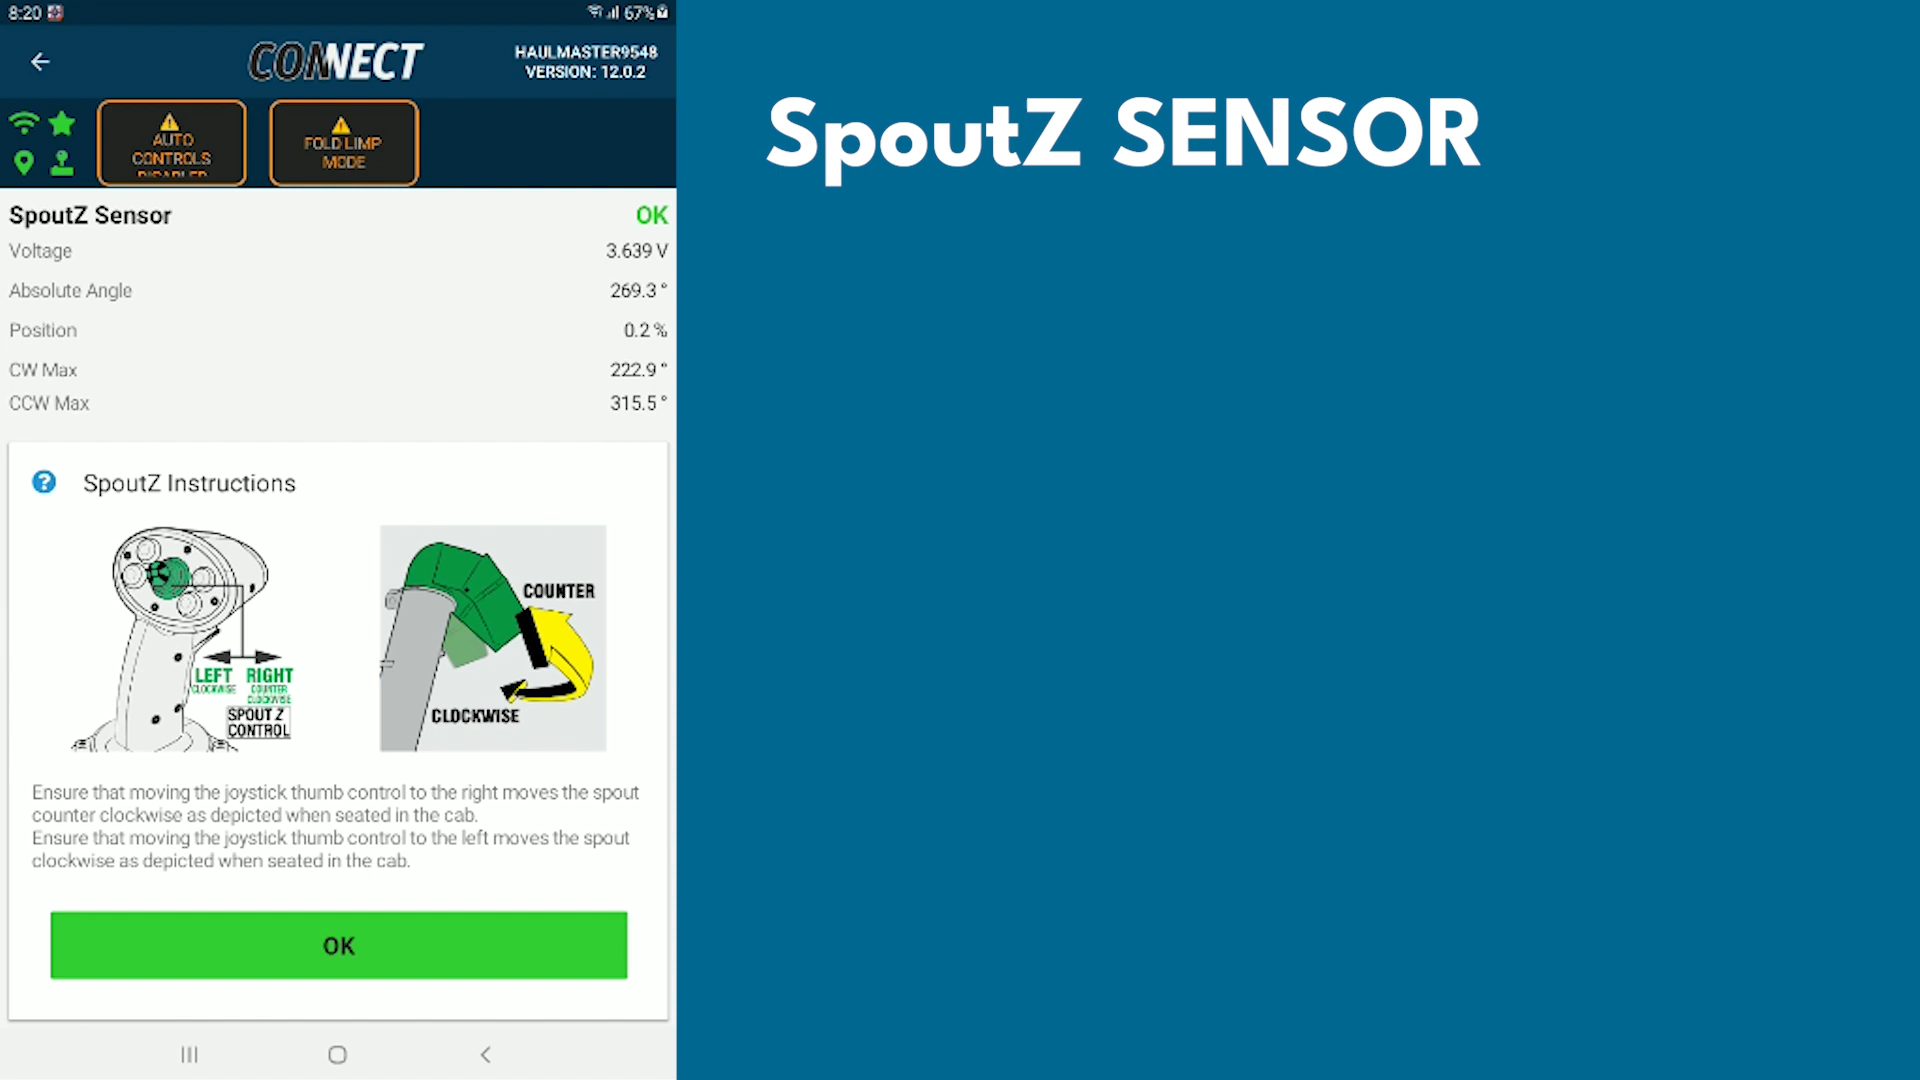 8:20
67%
CONNECT
HAULMASTER9548
VERSION: 12.0.2
AUTO
CONTROLS
DISABLED
FOLD LIMP
MODE
SpoutZ SENSOR
SpoutZ Sensor OK
Voltage 3.639 V
Absolute Angle 269.3 °
Position 0.2 %
CW Max 222.9 °
CCW Max 315.5 °
SpoutZ Instructions
LEFT RIGHT
CLOCKWISE COUNTER
CLOCKWISE
SPOUT Z
CONTROL
COUNTER
CLOCKWISE
Ensure that moving the joystick thumb control to the right moves the spout
counter clockwise as depicted when seated in the cab.
Ensure that moving the joystick thumb control to the left moves the spout
clockwise as depicted when seated in the cab.
OK